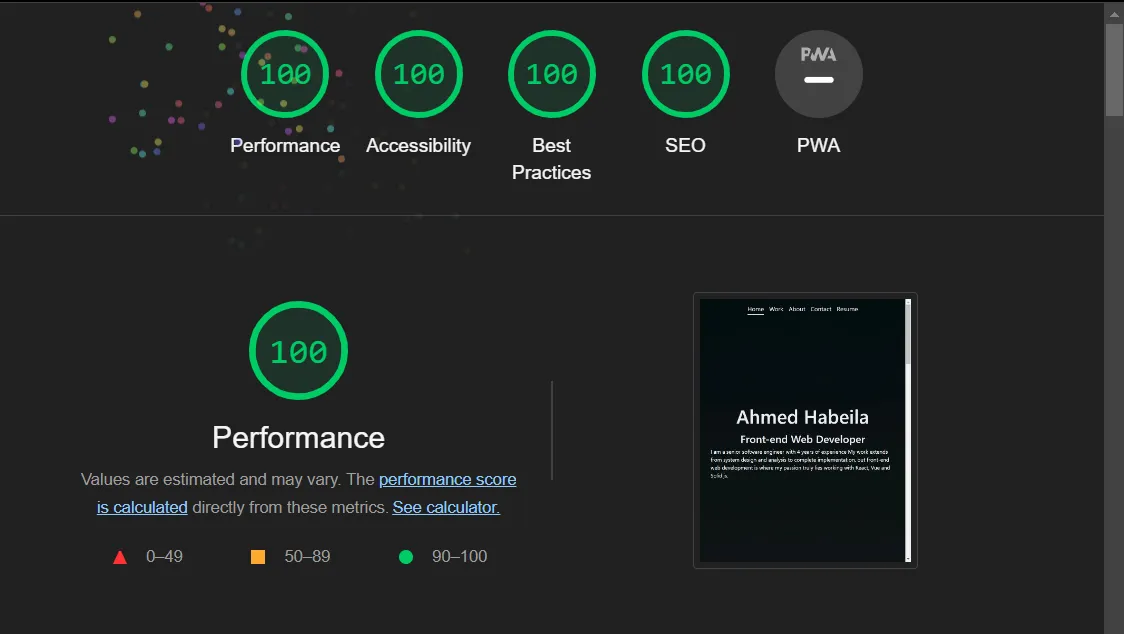 100 100 100 100 PWA
Performance Accessibility Best Practices SEO PWA
100
Performance
Values are estimated and may vary. The performance score
is calculated directly from these metrics. See calculator.
0–49 50–89 90–100
Home Work About Contact Resume
Ahmed Habeila
Front-end Web Developer
I am a senior software engineer with 4 years of experience My work extends
from system design and analysis to complete implementation. but front-end
web development is where my passion truly lies working with React, Vue and
Solid.js.